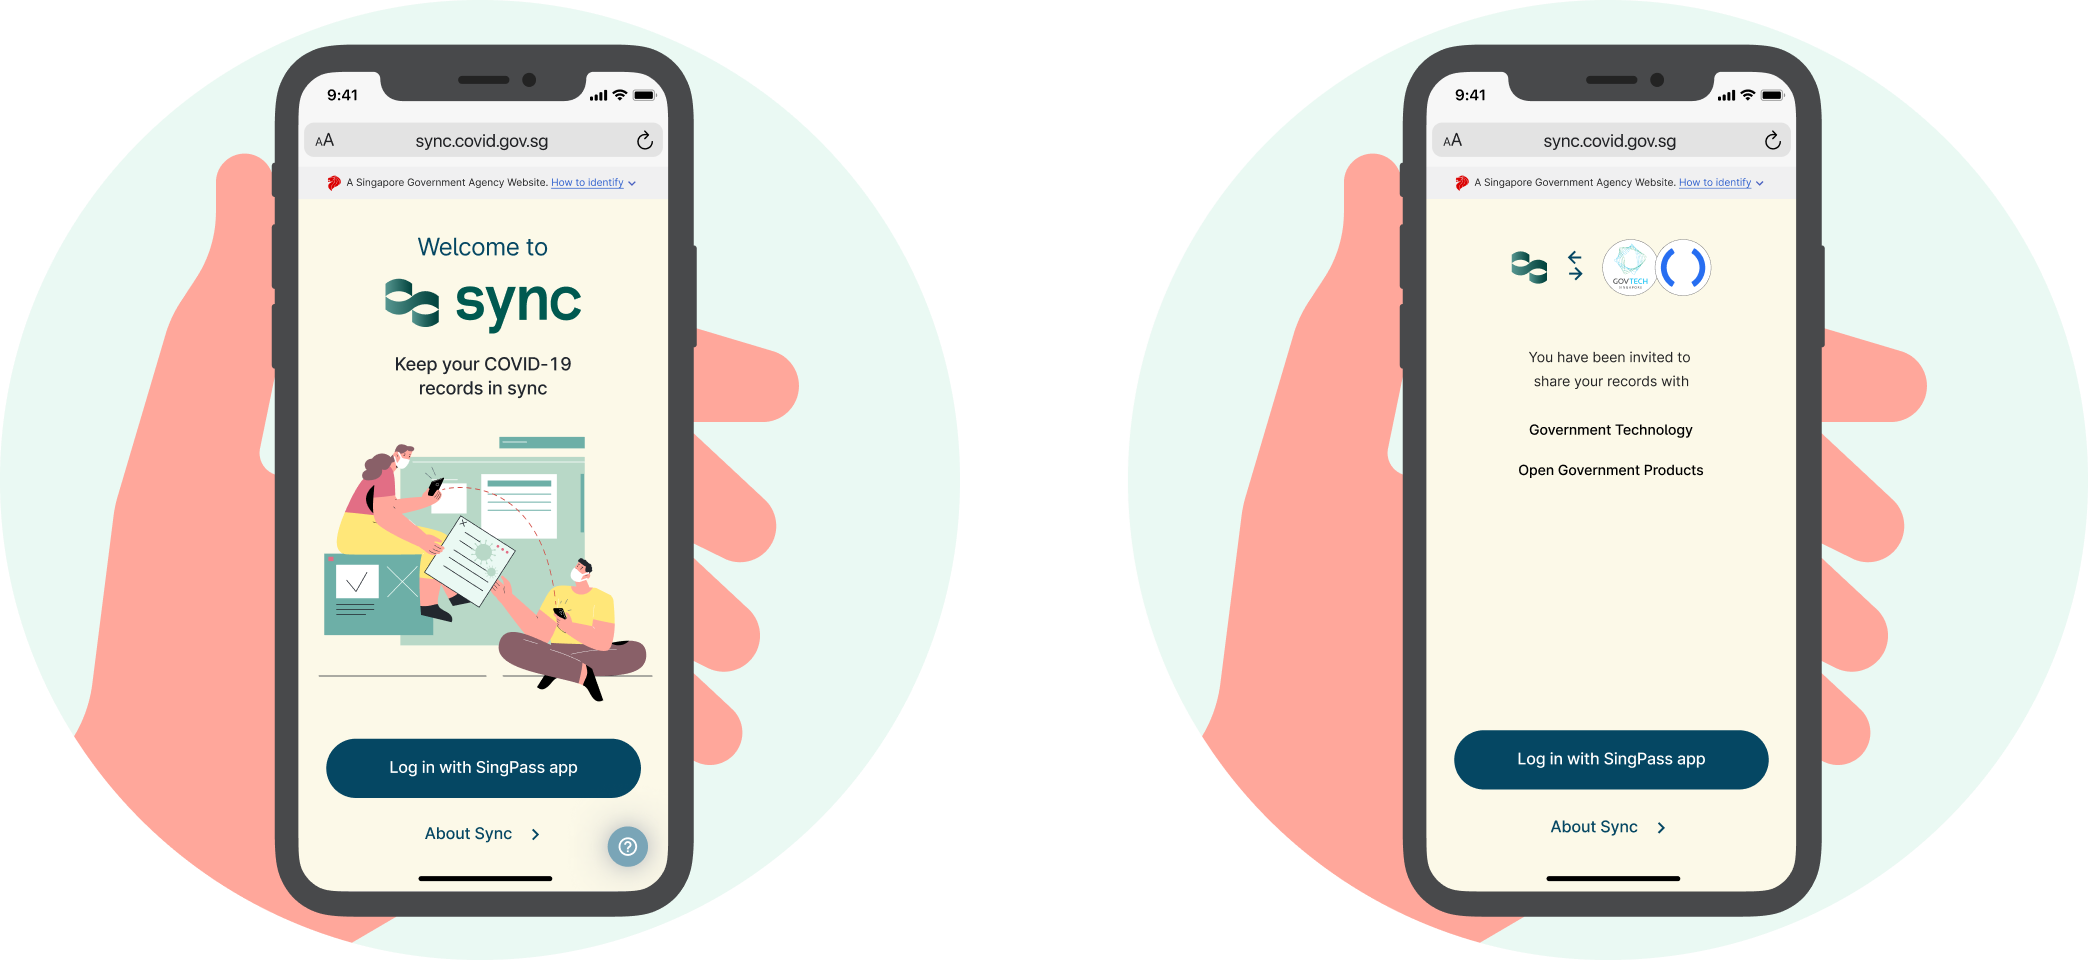 9:41
AA
sync.covid.gov.sg
A Singapore Government Agency Website. How to identify
Welcome to
sync
Keep your COVID-19
records in sync
Log in with SingPass app
About Sync
?
9:41
AA
sync.covid.gov.sg
A Singapore Government Agency Website. How to identify
GOVTECH
SINGAPORE
You have been invited to
share your records with
Government Technology
Open Government Products
Log in with SingPass app
About Sync